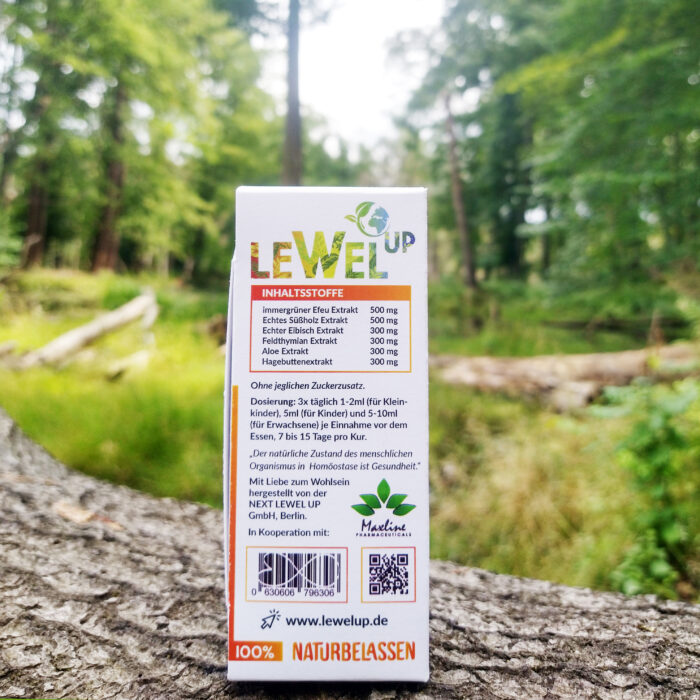 LEWEL UP
INHALTSSTOFFE
immergrüner Efeu Extrakt 500 mg
Echtes Süßholz Extrakt 500 mg
Echter Eibisch Extrakt 300 mg
Feldthymian Extrakt 300 mg
Aloe Extrakt 300 mg
Hagebuttenextrakt 300 mg
Ohne jeglichen Zuckerzusatz.
Dosierung: 3x täglich 1-2ml (für Klein-
kinder), 5ml (für Kinder) und 5-10ml
(für Erwachsene) je Einnahme vor dem
Essen, 7 bis 15 Tage pro Kur.
„Der natürliche Zustand des menschlichen
Organismus in Homöostase ist Gesundheit.“
Mit Liebe zum Wohlsein
hergestellt von der
NEXT LEWEL UP
GmbH, Berlin.
In Kooperation mit:
Maxline
PHARMACEUTICALS
0 630606 796306
www.lewelup.de
100% NATURBELASSEN